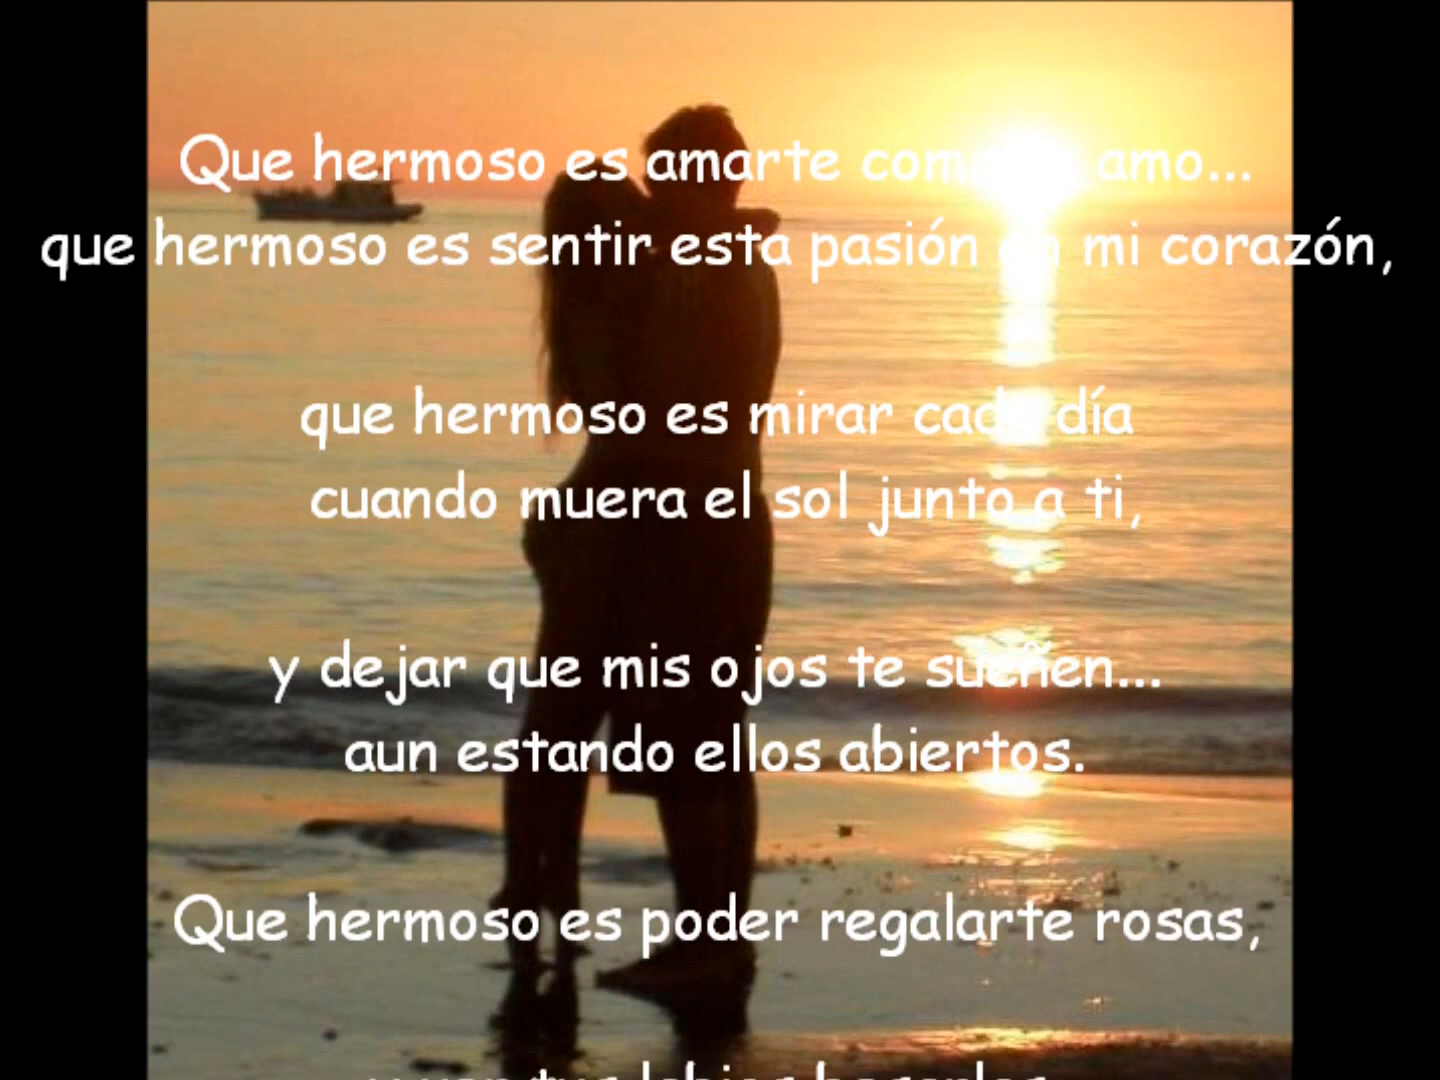 Que hermoso es amarte com amo...
que hermoso es sentir esta pasión en mi corazón,
que hermoso es mirar cada día
cuando muera el sol junto a ti,
y dejar que mis ojos te sueñen...
aun estando ellos abiertos.
Que hermoso es poder regalarte rosas,